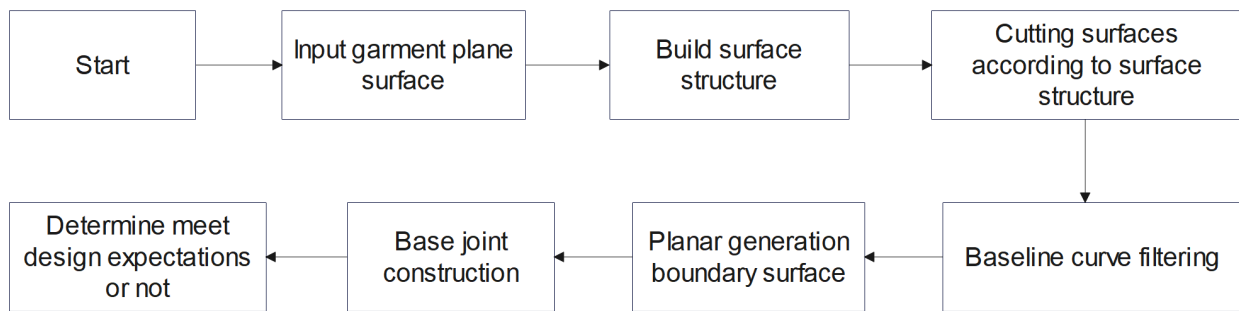 Start
Input garment plane
surface
Build surface
structure
Cutting surfaces
according to surface
structure
Baseline curve filtering
Planar generation
boundary surface
Base joint
construction
Determine meet
design expectations
or not